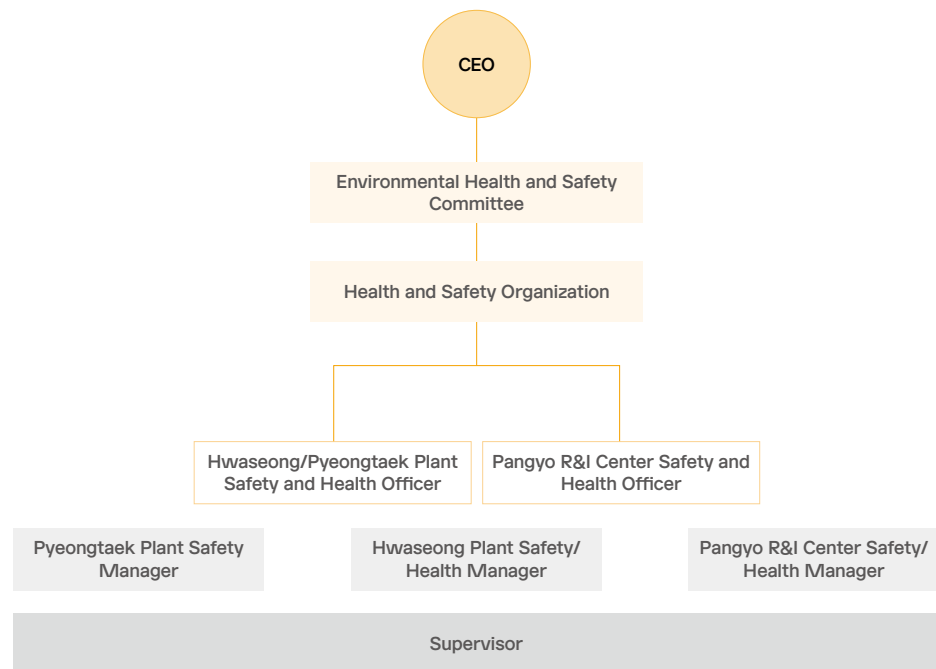 CEO
Environmental Health and Safety
Committee
Health and Safety Organization
Hwaseong/Pyeongtaek Plant
Safety and Health Officer
Pangyo R&I Center Safety and
Health Officer
Pyeongtaek Plant Safety
Manager
Hwaseong Plant Safety/
Health Manager
Pangyo R&I Center Safety/
Health Manager
Supervisor